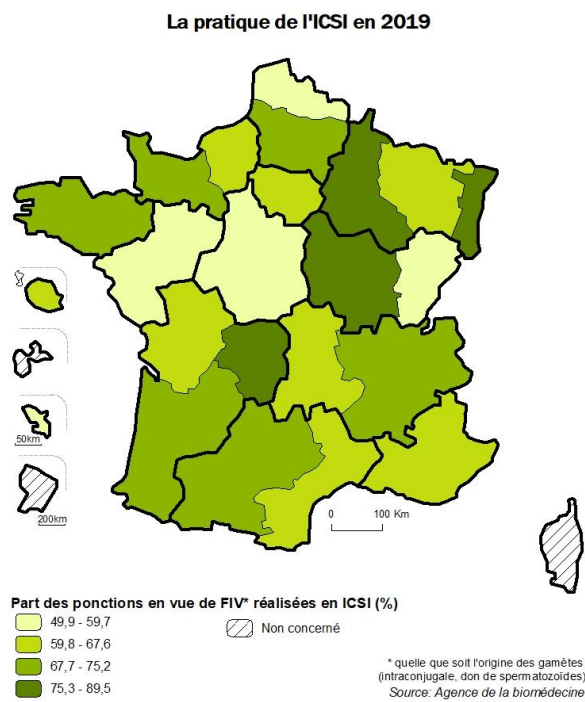 La pratique de l'ICSI en 2019
50km
200km
0 100 Km
Part des ponctions en vue de FIV* réalisées en ICSI (%)
49,9 - 59,7
59,8 - 67,6
67,7 - 75,2
75,3 - 89,5
Non concerné
* quelle que soit l'origine des gamètes
(intraconjugale, don de spermatozoïdes)
Source: Agence de la biomédecine